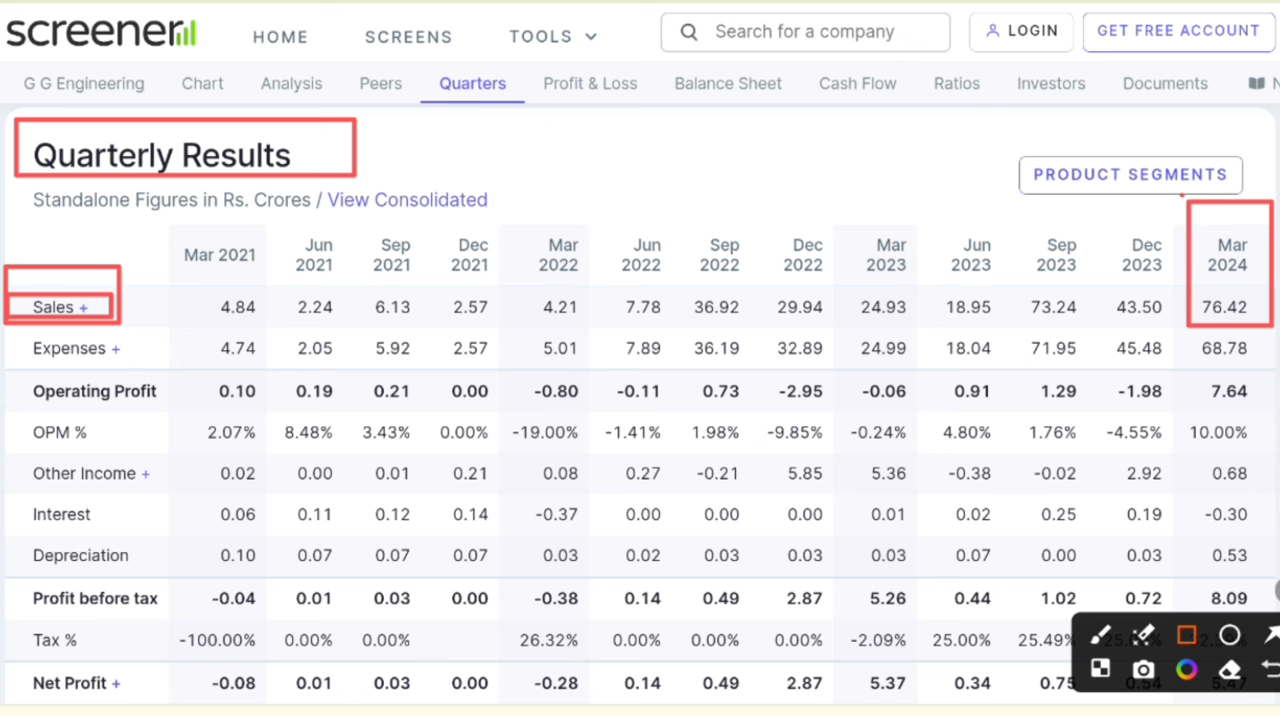 screener HOME SCREENS TOOLS Search for a company LOGIN GET FREE ACCOUNT
G G Engineering Chart Analysis Peers Quarters Profit & Loss Balance Sheet Cash Flow Ratios Investors Documents N
Quarterly Results
PRODUCT SEGMENTS
Standalone Figures in Rs. Crores / View Consolidated
Mar 2021 Jun 2021 Sep 2021 Dec 2021 Mar 2022 Jun 2022 Sep 2022 Dec 2022 Mar 2023 Jun 2023 Sep 2023 Dec 2023 Mar 2024
Sales + 4.84 2.24 6.13 2.57 4.21 7.78 36.92 29.94 24.93 18.95 73.24 43.50 76.42
Expenses + 4.74 2.05 5.92 2.57 5.01 7.89 36.19 32.89 24.99 18.04 71.95 45.48 68.78
Operating Profit 0.10 0.19 0.21 0.00 -0.80 -0.11 0.73 -2.95 -0.06 0.91 1.29 -1.98 7.64
OPM % 2.07% 8.48% 3.43% 0.00% -19.00% -1.41% 1.98% -9.85% -0.24% 4.80% 1.76% -4.55% 10.00%
Other Income + 0.02 0.00 0.01 0.21 0.08 0.27 -0.21 5.85 5.36 -0.38 -0.02 2.92 0.68
Interest 0.06 0.11 0.12 0.14 -0.37 0.00 0.00 0.00 0.01 0.02 0.25 0.19 -0.30
Depreciation 0.10 0.07 0.07 0.07 0.03 0.02 0.03 0.03 0.03 0.07 0.00 0.03 0.53
Profit before tax -0.04 0.01 0.03 0.00 -0.38 0.14 0.49 2.87 5.26 0.44 1.02 0.72 8.09
Tax % -100.00% 0.00% 0.00% 26.32% 0.00% 0.00% 0.00% -2.09% 25.00% 25.49%
Net Profit + -0.08 0.01 0.03 0.00 -0.28 0.14 0.49 2.87 5.37 0.34 0.75 0.54 5.47